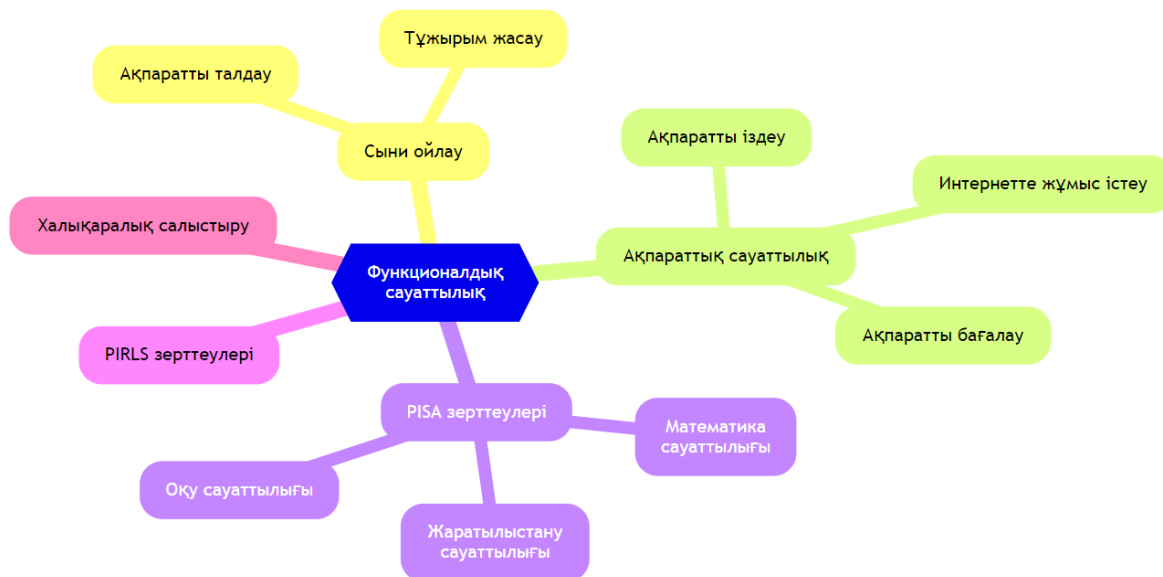 Тұжырым жасау
Ақпаратты талдау
Сыни ойлау
Ақпаратты іздеу
Интернетте жұмыс істеу
Халықаралық салыстыру
Ақпараттық сауаттылық
Функционалдық
сауаттылық
Ақпаратты бағалау
PIRLS зерттеулері
PISA зерттеулері
Математика
сауаттылығы
Оқу сауаттылығы
Жаратылыстану
сауаттылығы